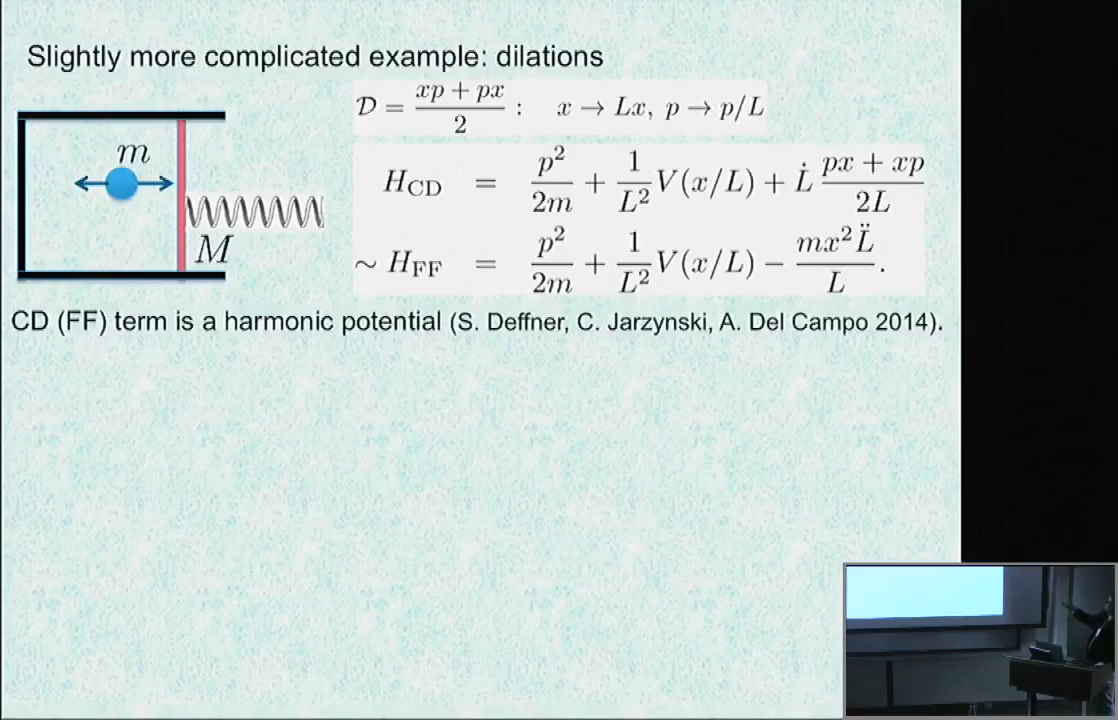 Slightly more complicated example: dilations
𝒟 = (xp + px)/2 : x → Lx, p → p/L
m
H_CD = p²/2m + 1/L² V(x/L) + L̇ (px + xp)/2L
M
∼ H_FF = p²/2m + 1/L² V(x/L) − mx²L̈/L.
CD (FF) term is a harmonic potential (S. Deffner, C. Jarzynski, A. Del Campo 2014).